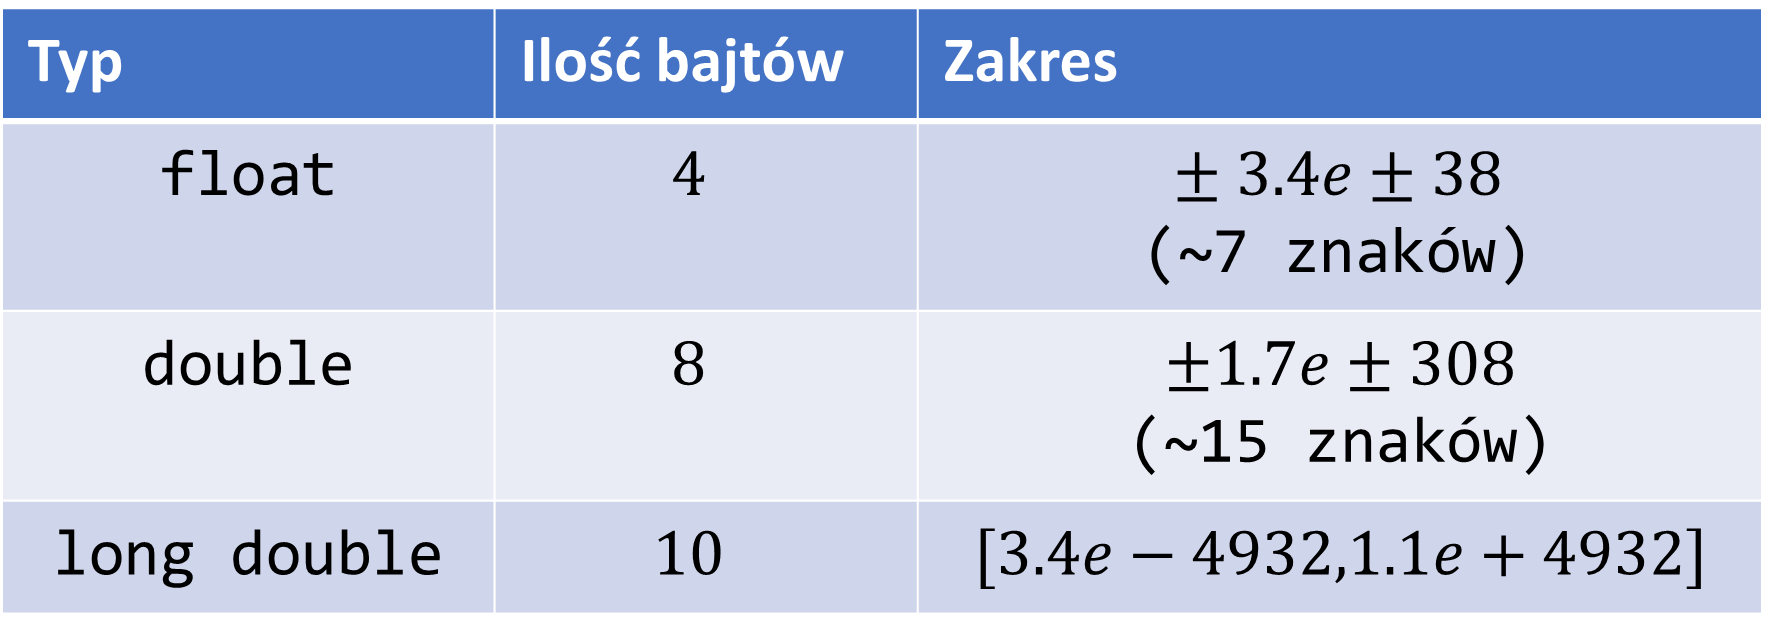 Typ Ilość bajtów Zakres
float 4 ± 3.4e ± 38
(~7 znaków)
double 8 ±1.7e ± 308
(~15 znaków)
long double 10 [3.4e − 4932,1.1e + 4932]